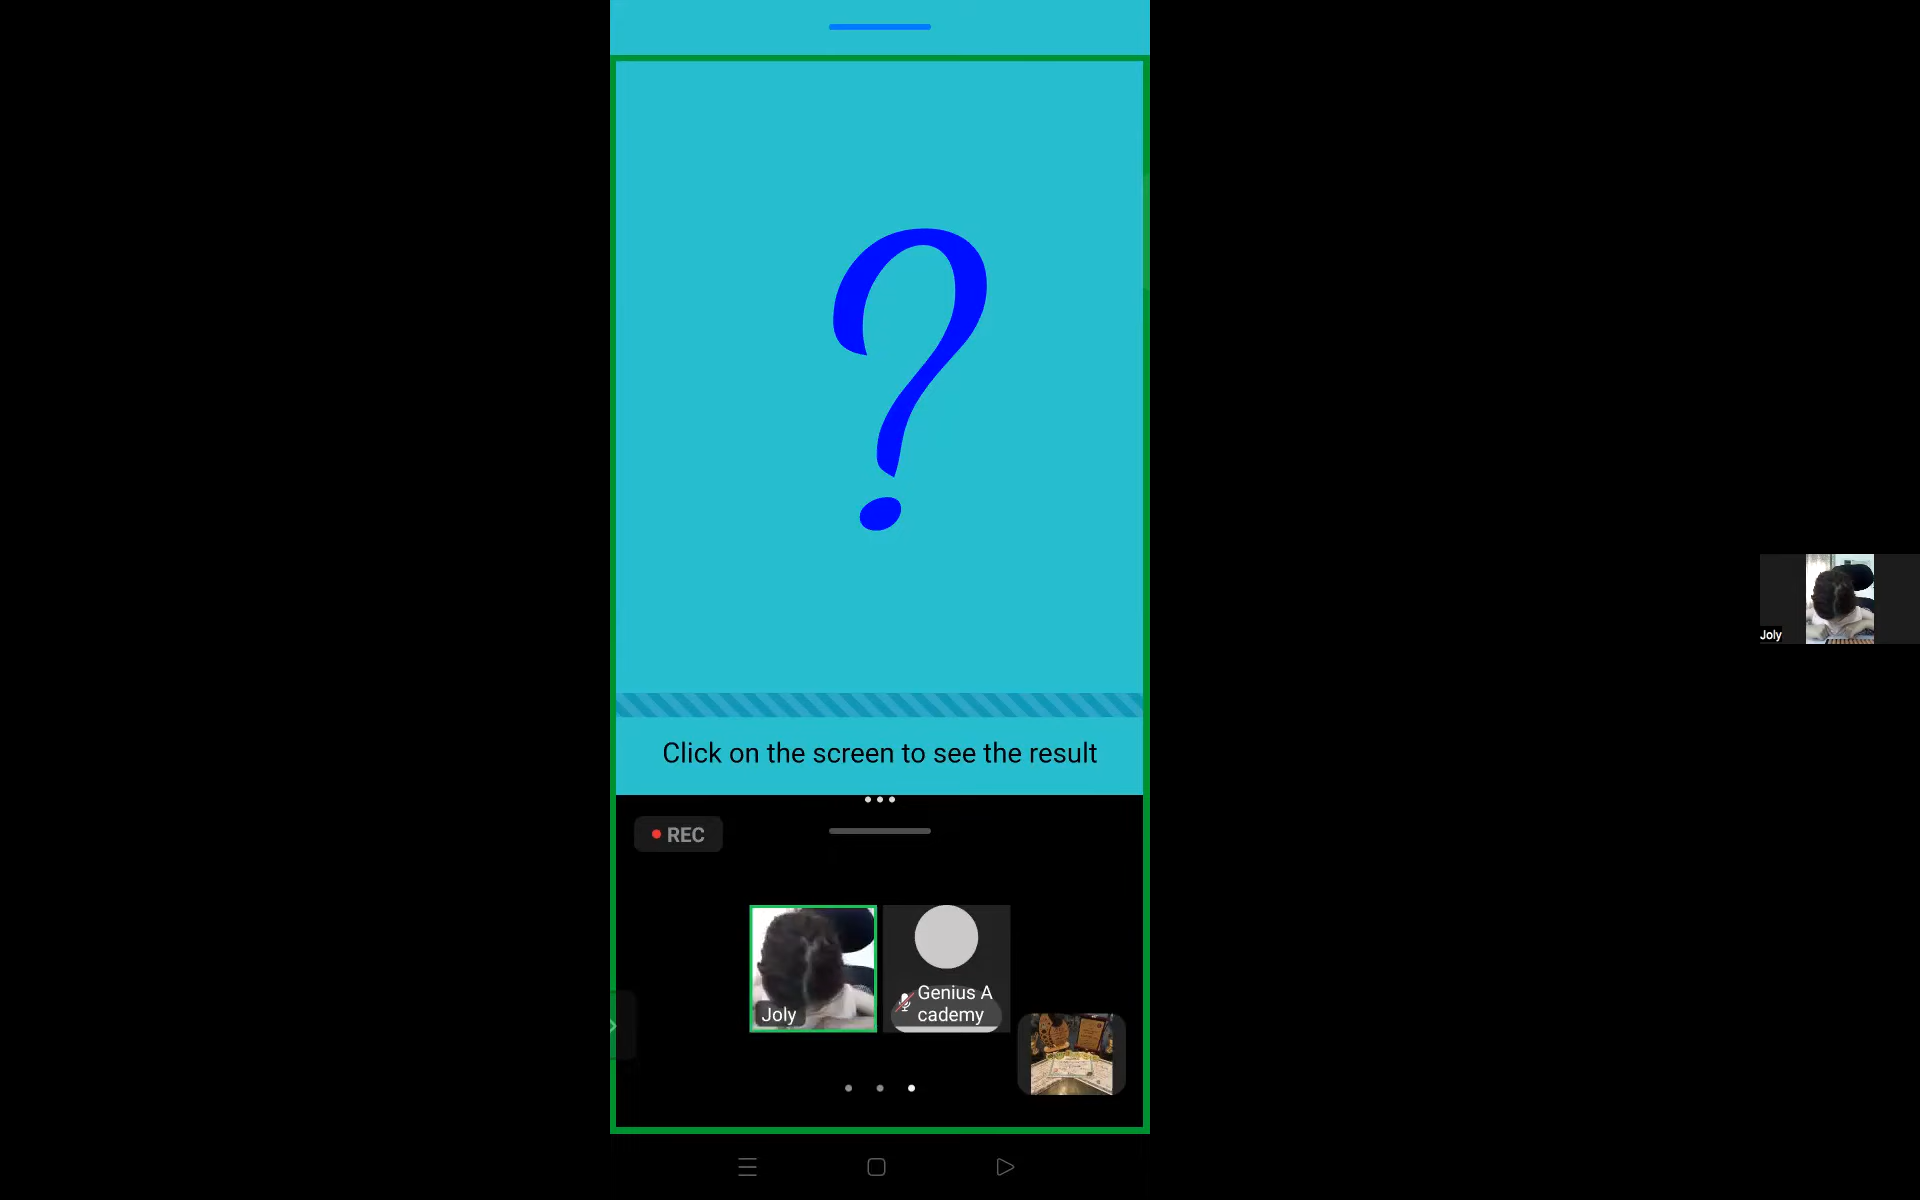 ?
Click on the screen to see the result
REC
Joly
Genius A
cademy
Joly